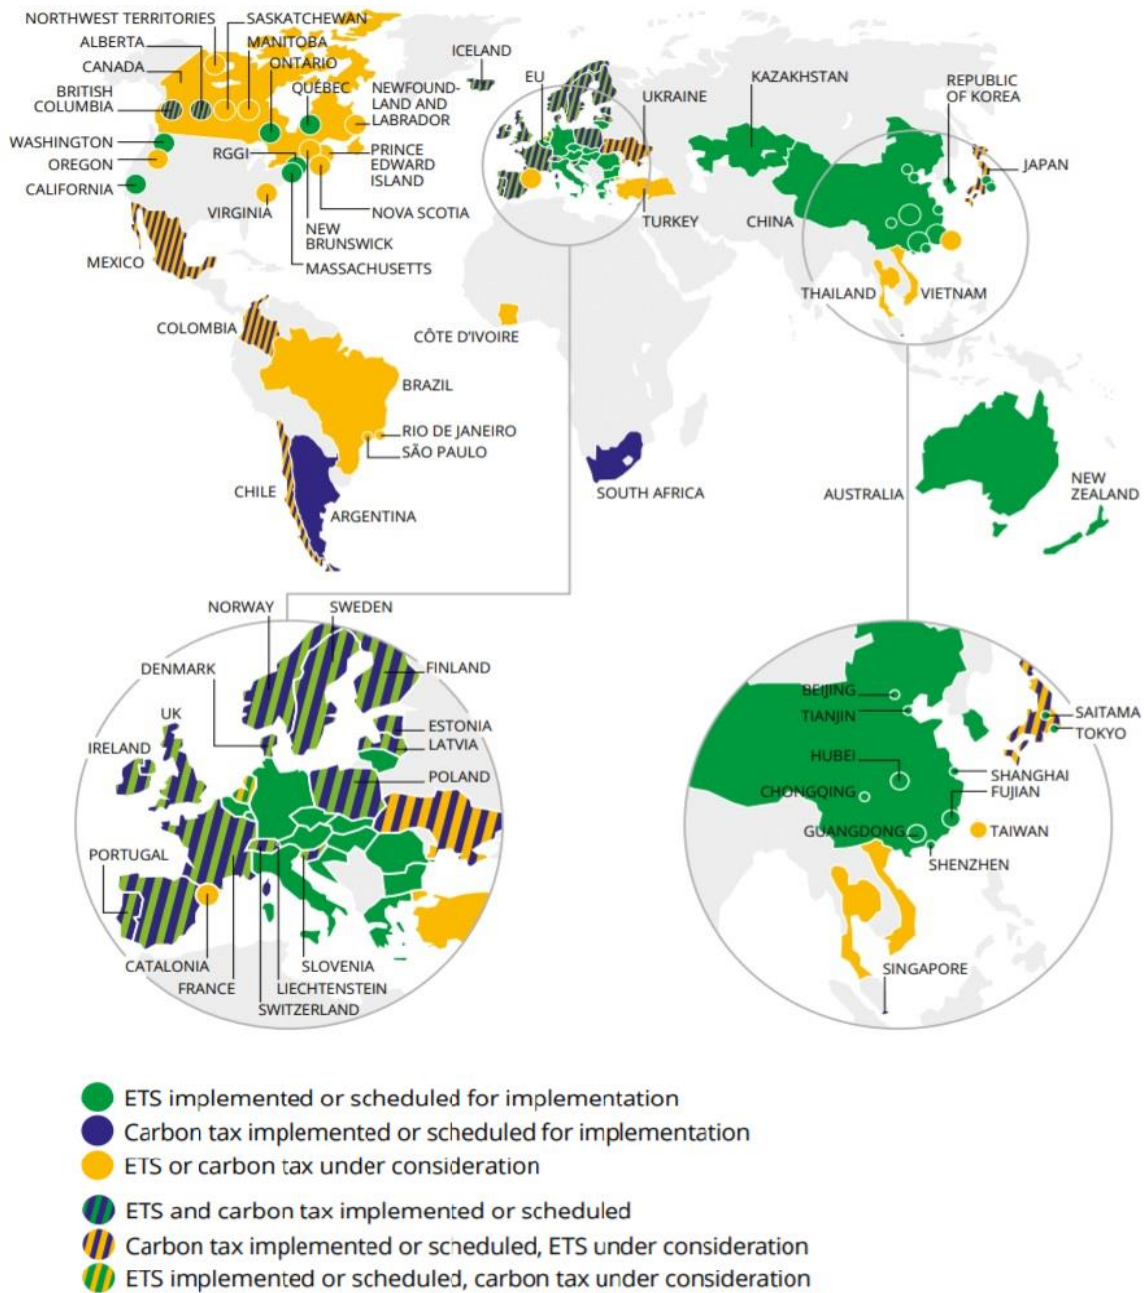 NORTHWEST TERRITORIES
SASKATCHEWAN
ALBERTA
MANITOBA
CANADA
ONTARIO
BRITISH
COLUMBIA
QUÉBEC
NEWFOUND-
LAND AND
LABRADOR
WASHINGTON
OREGON
RGGI
PRINCE
EDWARD
ISLAND
CALIFORNIA
VIRGINIA
NOVA SCOTIA
NEW
BRUNSWICK
MEXICO
MASSACHUSETTS
ICELAND
EU
UKRAINE
KAZAKHSTAN
REPUBLIC
OF KOREA
JAPAN
TURKEY
CHINA
THAILAND
VIETNAM
COLOMBIA
CÔTE D'IVOIRE
BRAZIL
RIO DE JANEIRO
SÃO PAULO
CHILE
ARGENTINA
SOUTH AFRICA
AUSTRALIA
NEW
ZEALAND
NORWAY
SWEDEN
DENMARK
FINLAND
UK
ESTONIA
IRELAND
LATVIA
POLAND
PORTUGAL
CATALONIA
SLOVENIA
FRANCE
LIECHTENSTEIN
SWITZERLAND
BEIJING
TIANJIN
SAITAMA
TOKYO
HUBEI
SHANGHAI
CHONGQING
FUJIAN
GUANGDONG
TAIWAN
SHENZHEN
SINGAPORE
ETS implemented or scheduled for implementation
Carbon tax implemented or scheduled for implementation
ETS or carbon tax under consideration
ETS and carbon tax implemented or scheduled
Carbon tax implemented or scheduled, ETS under consideration
ETS implemented or scheduled, carbon tax under consideration